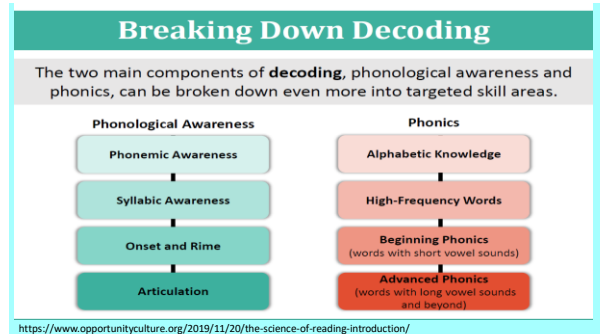 Breaking Down Decoding
The two main components of decoding, phonological awareness and
phonics, can be broken down even more into targeted skill areas.
Phonological Awareness
Phonemic Awareness
Syllabic Awareness
Onset and Rime
Articulation
Phonics
Alphabetic Knowledge
High-Frequency Words
Beginning Phonics
(words with short vowel sounds)
Advanced Phonics
(words with long vowel sounds
and beyond)
https://www.opportunityculture.org/2019/11/20/the-science-of-reading-introduction/